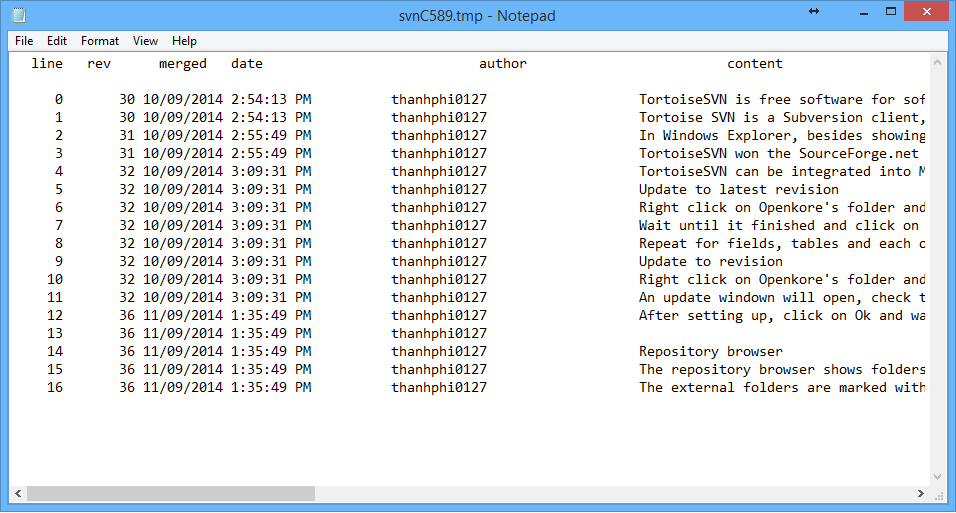 svnC589.tmp - Notepad
File Edit Format View Help
line rev merged date author content
0 30 10/09/2014 2:54:13 PM thanhphi0127 TortoiseSVN is free software for sof
1 30 10/09/2014 2:54:13 PM thanhphi0127 Tortoise SVN is a Subversion client,
2 31 10/09/2014 2:55:49 PM thanhphi0127 In Windows Explorer, besides showing
3 31 10/09/2014 2:55:49 PM thanhphi0127 TortoiseSVN won the SourceForge.net
4 32 10/09/2014 3:09:31 PM thanhphi0127 TortoiseSVN can be integrated into
5 32 10/09/2014 3:09:31 PM thanhphi0127 Update to latest revision
6 32 10/09/2014 3:09:31 PM thanhphi0127 Right click on Openkore's folder and
7 32 10/09/2014 3:09:31 PM thanhphi0127 Wait until it finished and click on
8 32 10/09/2014 3:09:31 PM thanhphi0127 Repeat for fields, tables and each
9 32 10/09/2014 3:09:31 PM thanhphi0127 Update to revision
10 32 10/09/2014 3:09:31 PM thanhphi0127 Right click on Openkore's folder and
11 32 10/09/2014 3:09:31 PM thanhphi0127 An update windown will open, check t
12 36 11/09/2014 1:35:49 PM thanhphi0127 After setting up, click on Ok and wa
13 36 11/09/2014 1:35:49 PM thanhphi0127
14 36 11/09/2014 1:35:49 PM thanhphi0127 Repository browser
15 36 11/09/2014 1:35:49 PM thanhphi0127 The repository browser shows folders
16 36 11/09/2014 1:35:49 PM thanhphi0127 The external folders are marked with